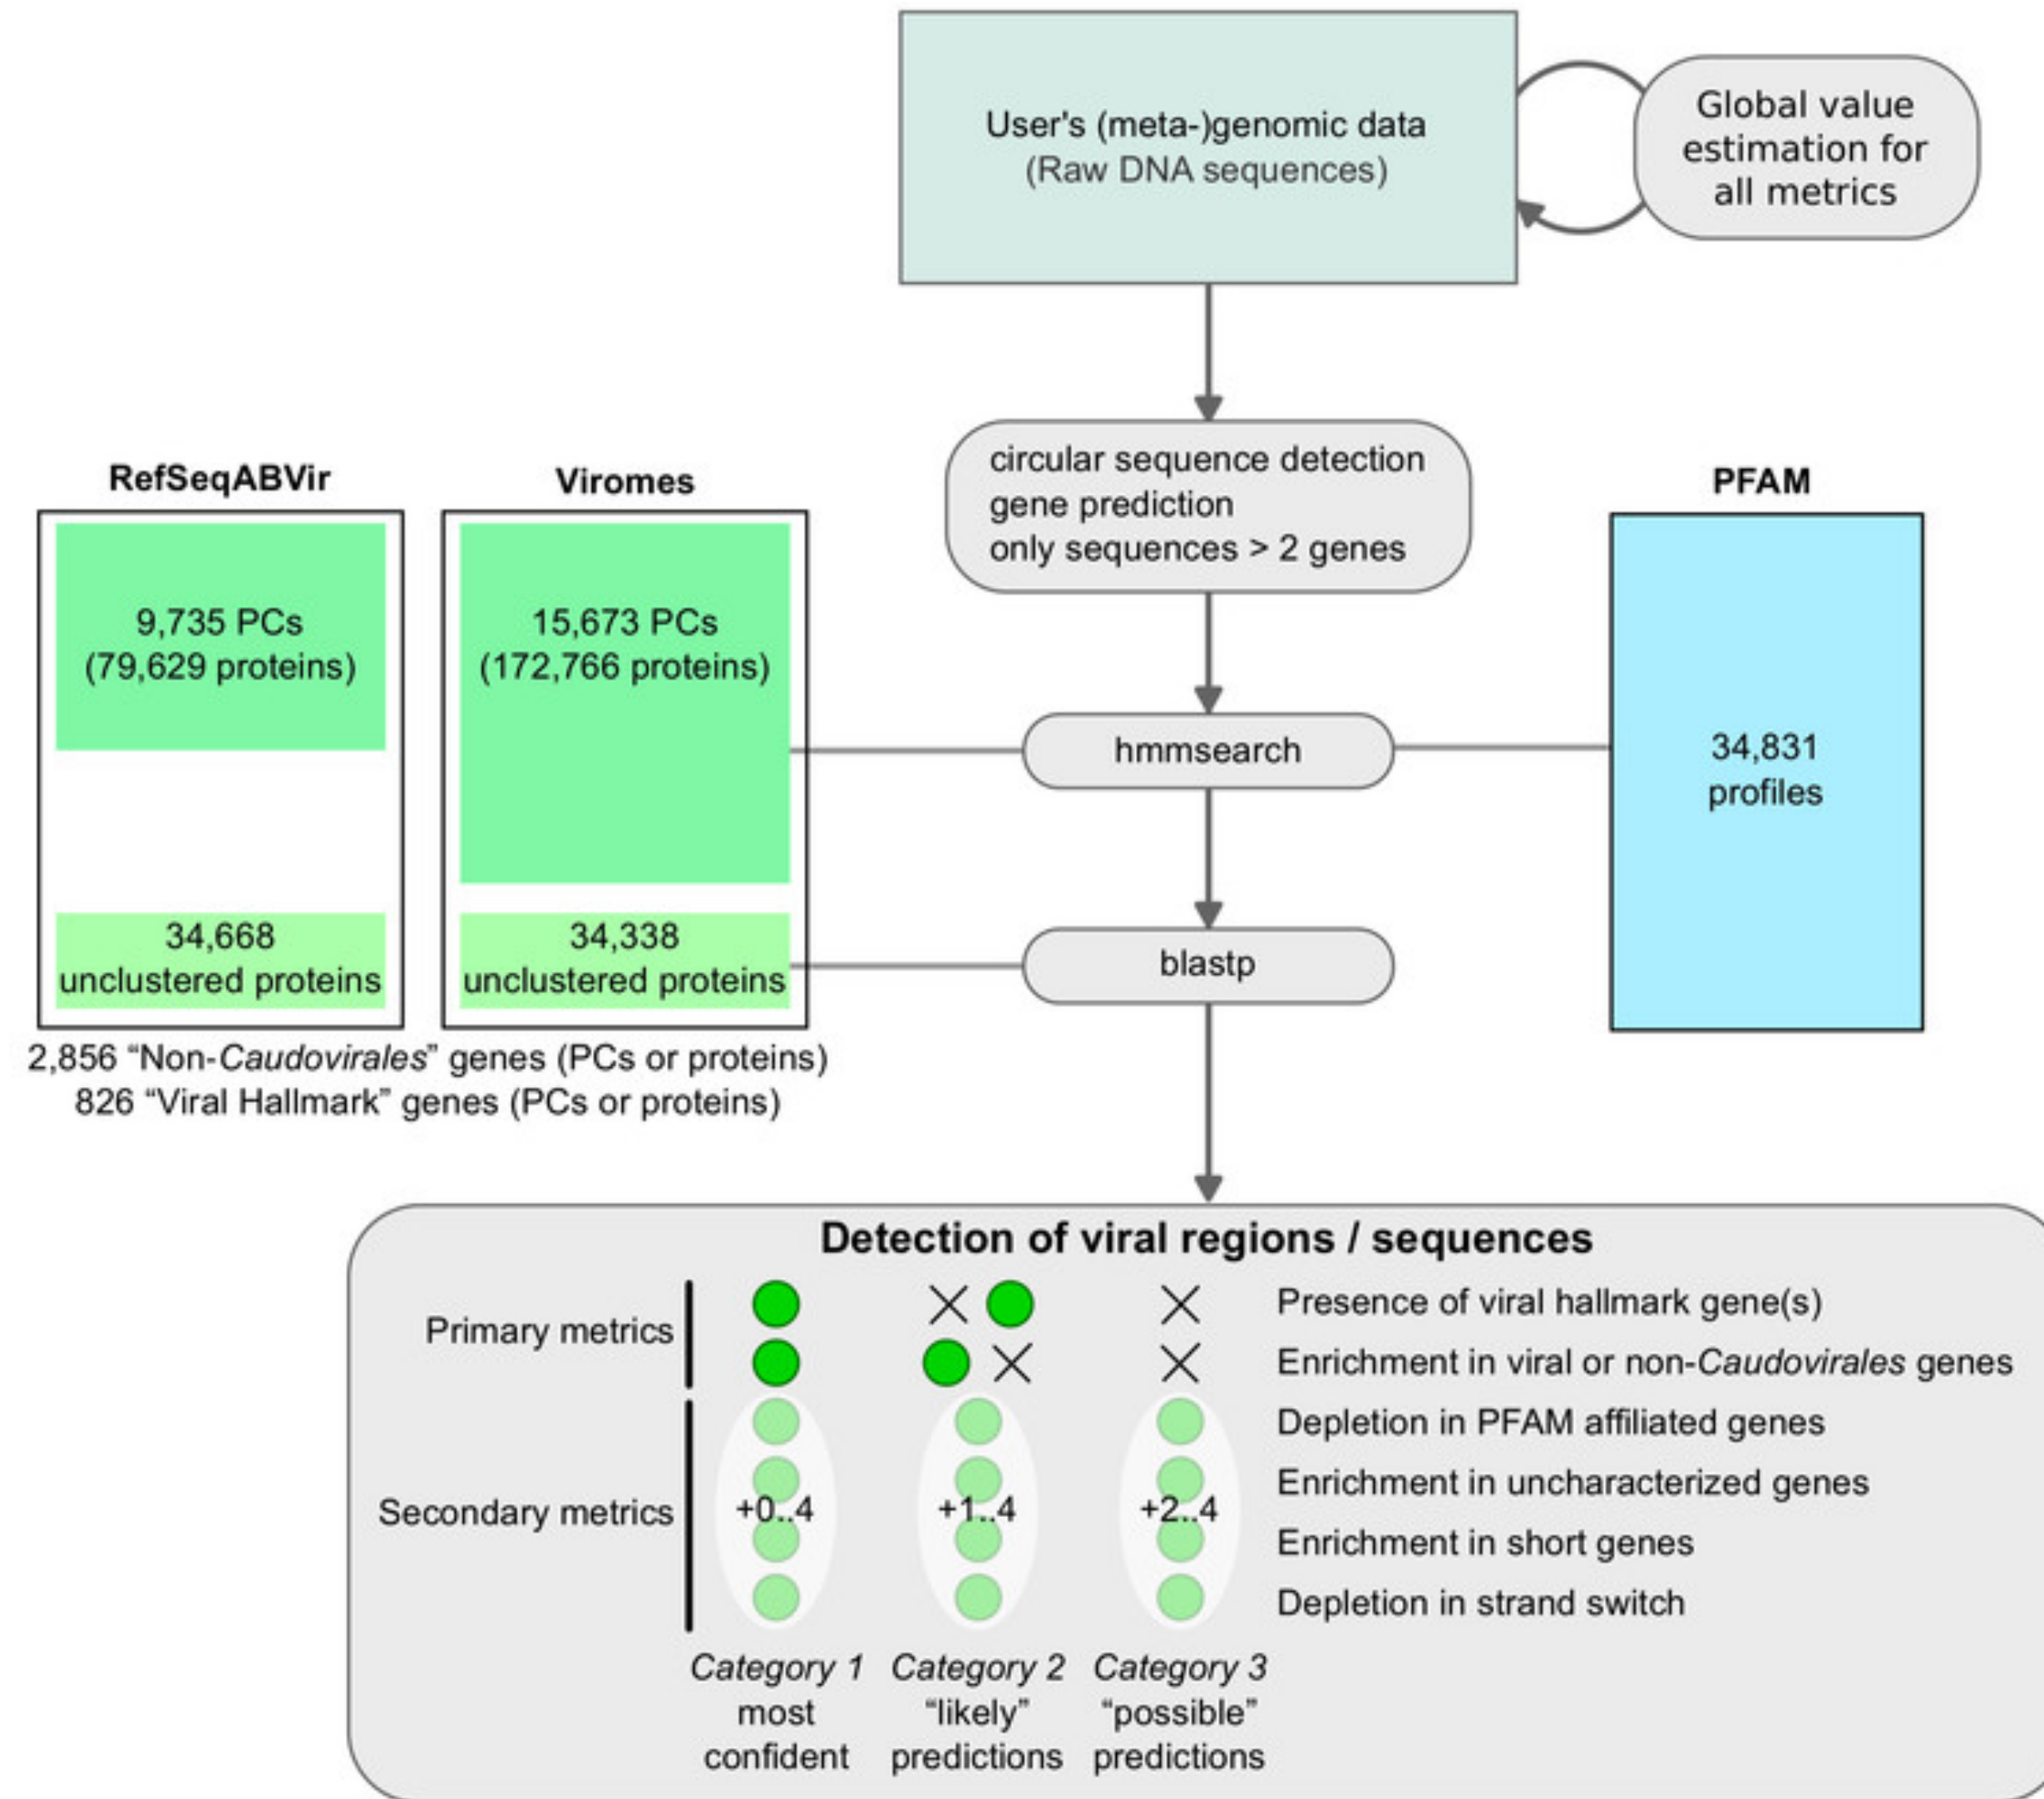 User's (meta-)genomic data
(Raw DNA sequences)
Global value
estimation for
all metrics
circular sequence detection
gene prediction
only sequences > 2 genes
RefSeqABVir
9,735 PCs
(79,629 proteins)
34,668
unclustered proteins
Viromes
15,673 PCs
(172,766 proteins)
34,338
unclustered proteins
2,856 “Non-Caudovirales” genes (PCs or proteins)
826 “Viral Hallmark” genes (PCs or proteins)
hmmsearch
blastp
PFAM
34,831
profiles
Detection of viral regions / sequences
Primary metrics
Presence of viral hallmark gene(s)
Enrichment in viral or non-Caudovirales genes
Secondary metrics
+0..4
+1..4
+2..4
Depletion in PFAM affiliated genes
Enrichment in uncharacterized genes
Enrichment in short genes
Depletion in strand switch
Category 1
most
confident
Category 2
“likely”
predictions
Category 3
“possible”
predictions